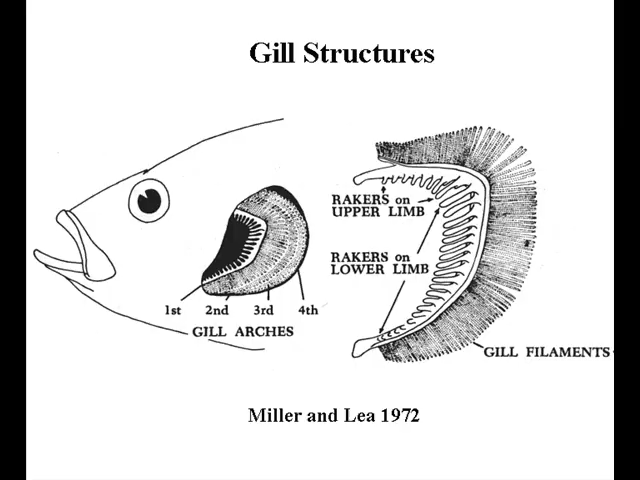 Gill Structures
RAKERS on
UPPER LIMB
RAKERS on
LOWER LIMB
1st 2nd 3rd 4th
GILL ARCHES
GILL FILAMENTS
Miller and Lea 1972